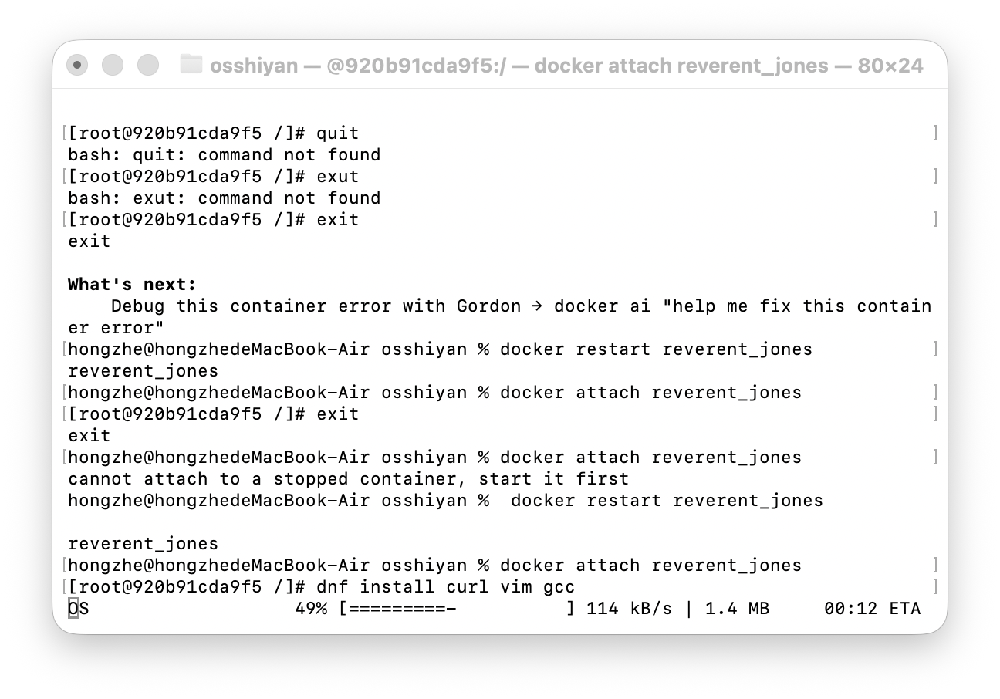 osshiyan — @920b91cda9f5:/ — docker attach reverent_jones — 80×24
[[root@920b91cda9f5 /]# quit ]
bash: quit: command not found
[[root@920b91cda9f5 /]# exut ]
bash: exut: command not found
[[root@920b91cda9f5 /]# exit ]
exit
What's next:
Debug this container error with Gordon → docker ai "help me fix this contain
er error"
[hongzhe@hongzhedeMacBook-Air osshiyan % docker restart reverent_jones ]
reverent_jones
[hongzhe@hongzhedeMacBook-Air osshiyan % docker attach reverent_jones ]
[[root@920b91cda9f5 /]# exit ]
exit
[hongzhe@hongzhedeMacBook-Air osshiyan % docker attach reverent_jones ]
cannot attach to a stopped container, start it first
hongzhe@hongzhedeMacBook-Air osshiyan %  docker restart reverent_jones
reverent_jones
[hongzhe@hongzhedeMacBook-Air osshiyan % docker attach reverent_jones ]
[[root@920b91cda9f5 /]# dnf install curl vim gcc ]
OS 49% [=========- ] 114 kB/s | 1.4 MB 00:12 ETA